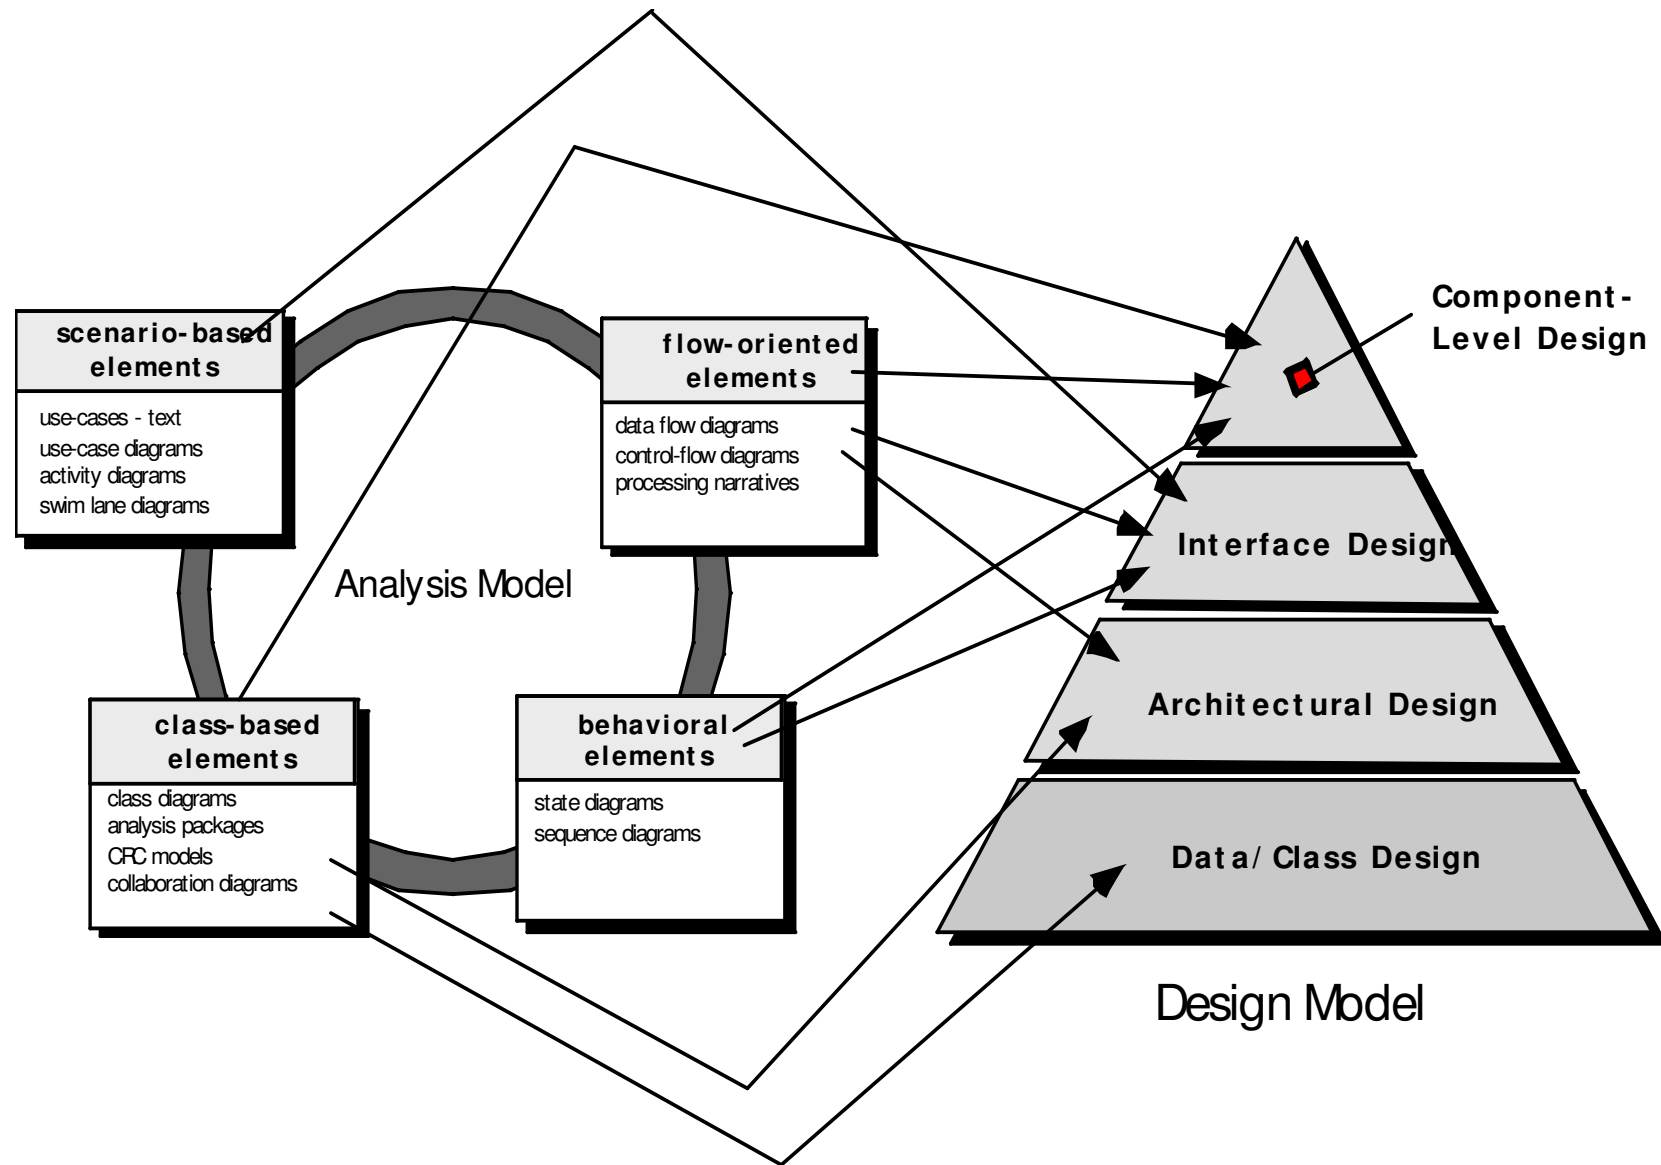 scenario-based
elements
use-cases - text
use-case diagrams
activity diagrams
swim lane diagrams
flow-oriented
elements
data flow diagrams
control-flow diagrams
processing narratives
Analysis Model
class-based
elements
class diagrams
analysis packages
CRC models
collaboration diagrams
behavioral
elements
state diagrams
sequence diagrams
Component-
Level Design
Interface Design
Architectural Design
Data/ Class Design
Design Model